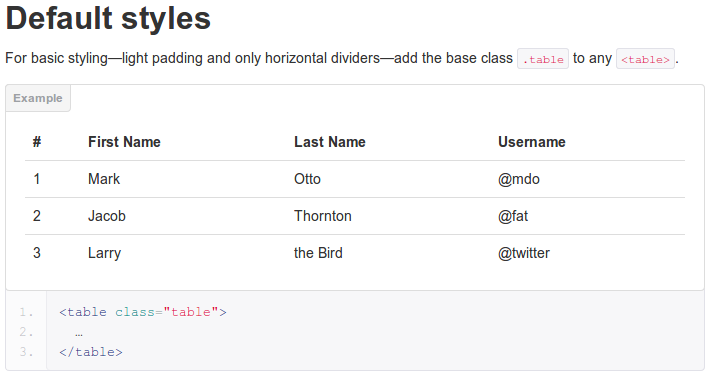 Default styles
For basic styling—light padding and only horizontal dividers—add the base class .table to any <table>.
Example
# First Name Last Name Username
1 Mark Otto @mdo
2 Jacob Thornton @fat
3 Larry the Bird @twitter
1. <table class="table">
2. …
3. </table>